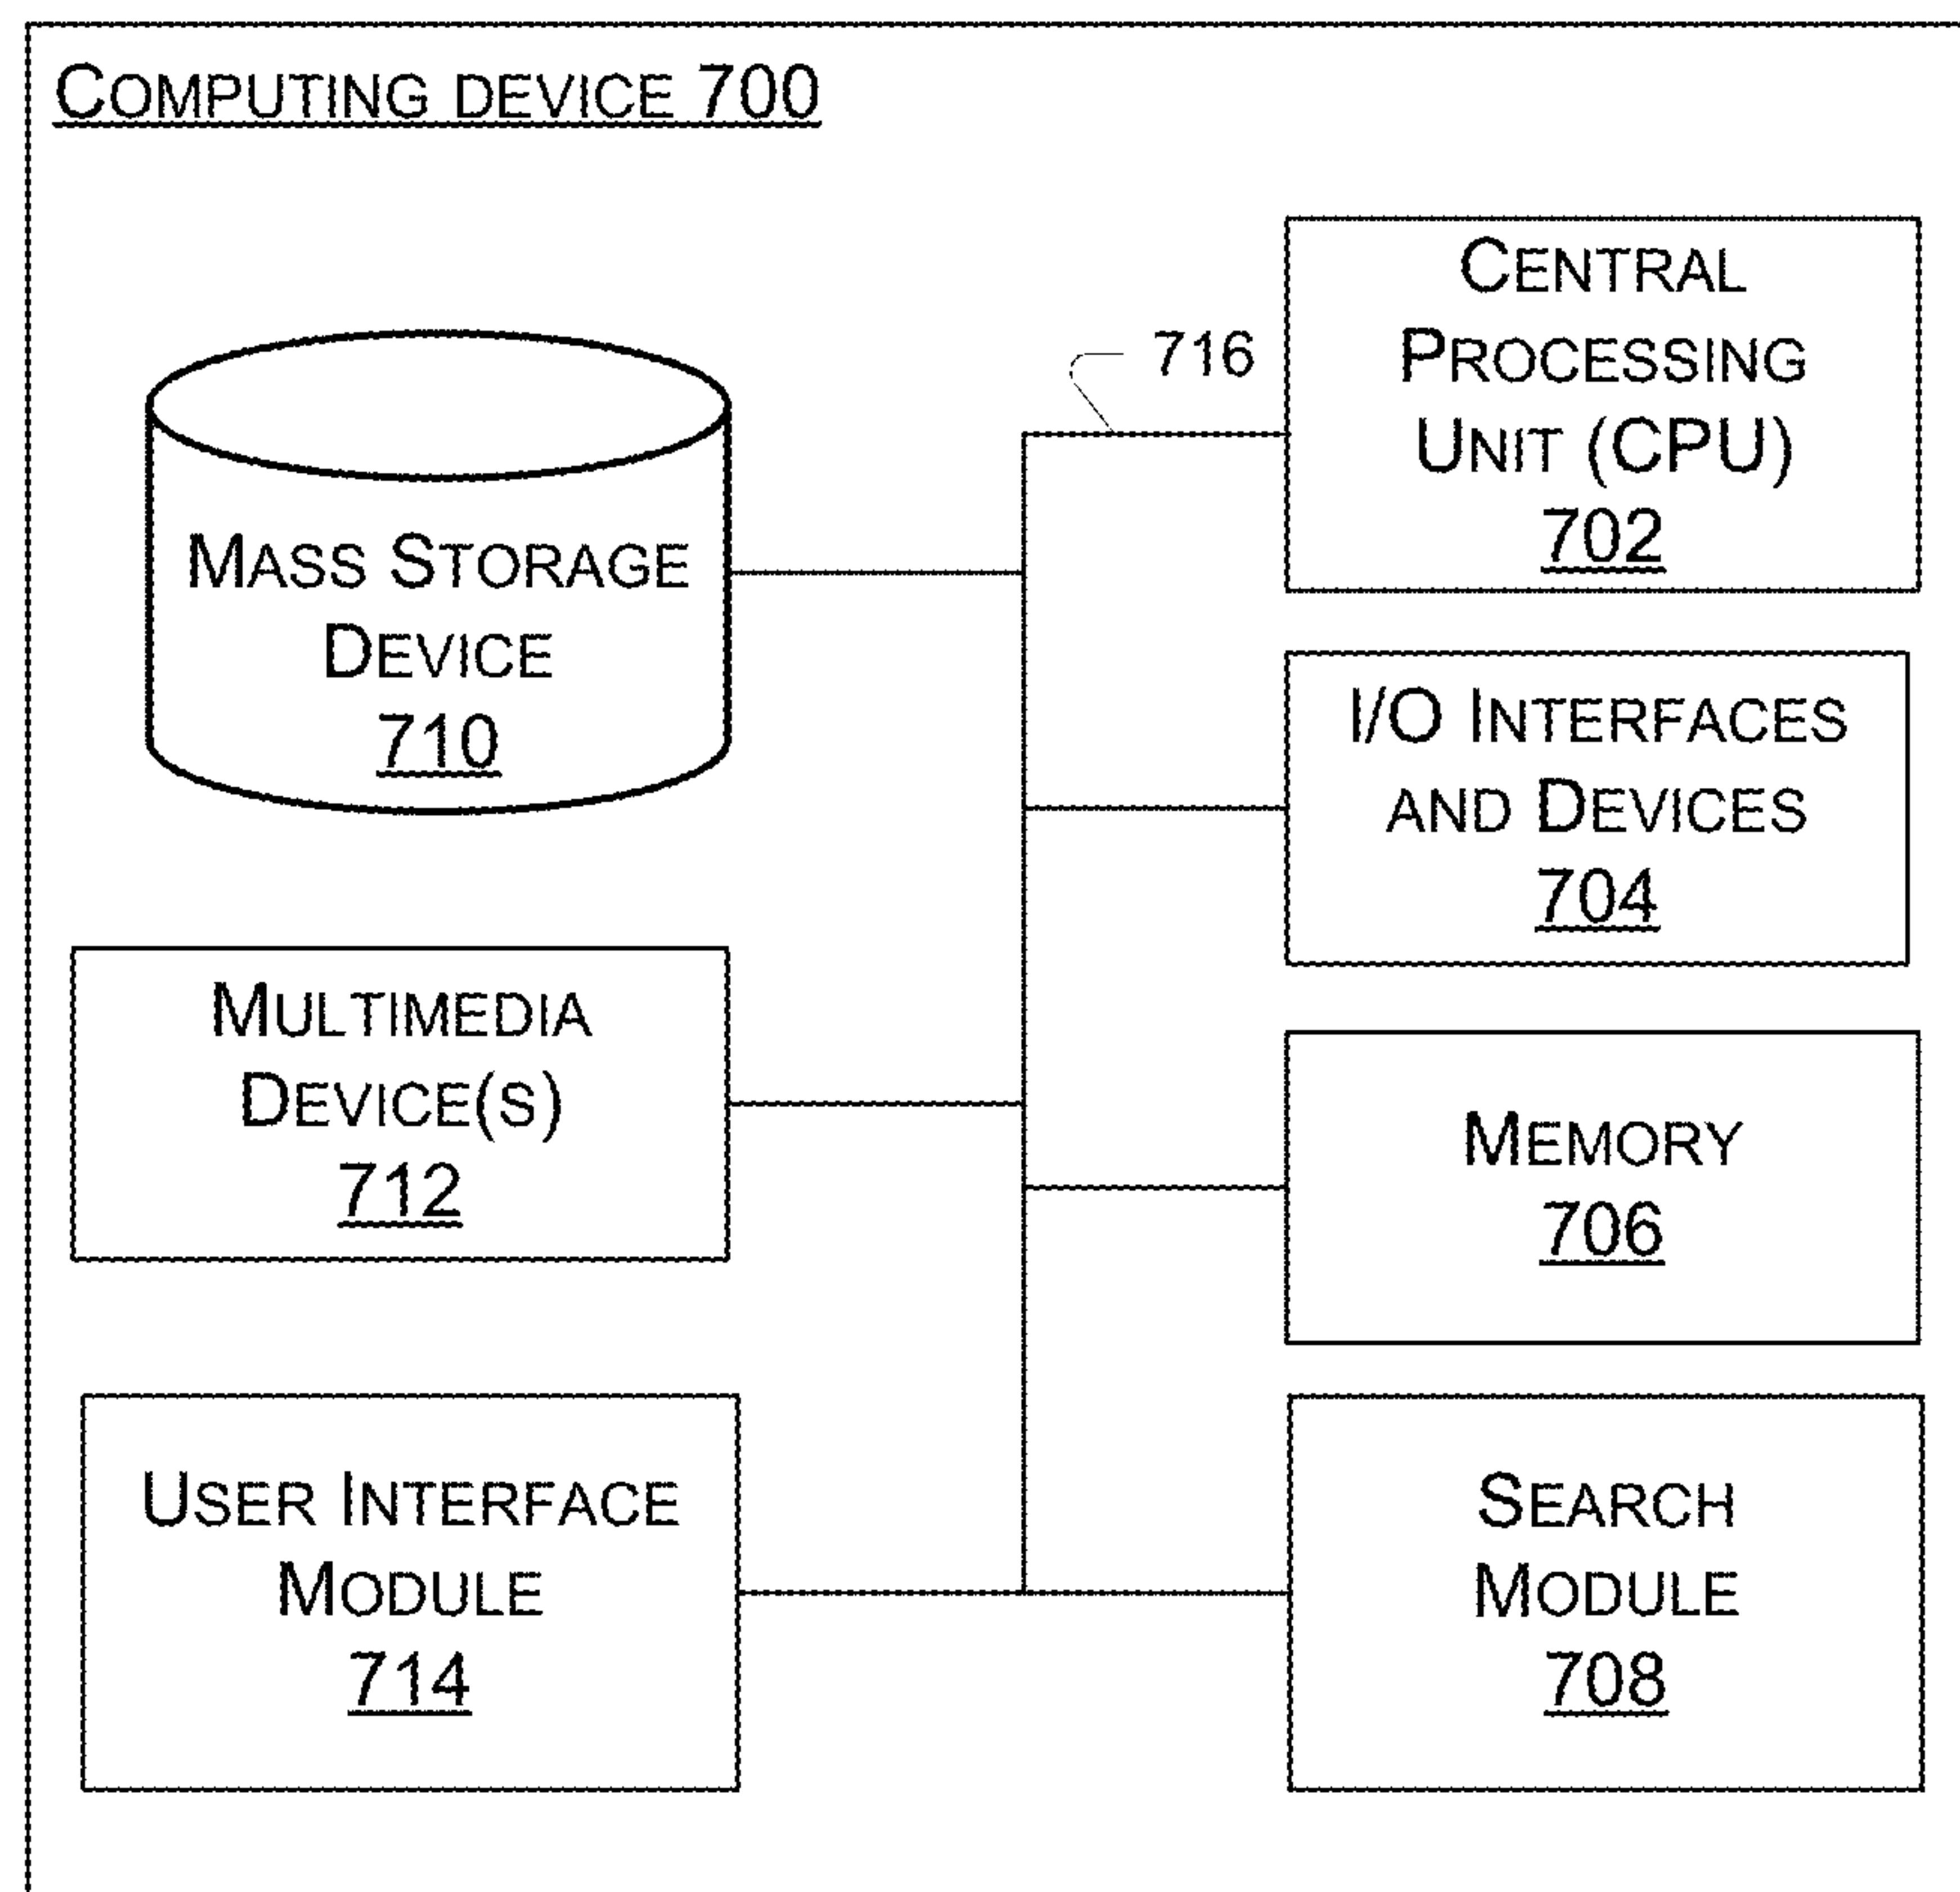 COMPUTING DEVICE 700
716
CENTRAL
PROCESSING
UNIT (CPU)
702
MASS STORAGE
DEVICE
710
I/O INTERFACES
AND DEVICES
704
MULTIMEDIA
DEVICE(S)
712
MEMORY
706
USER INTERFACE
MODULE
714
SEARCH
MODULE
708